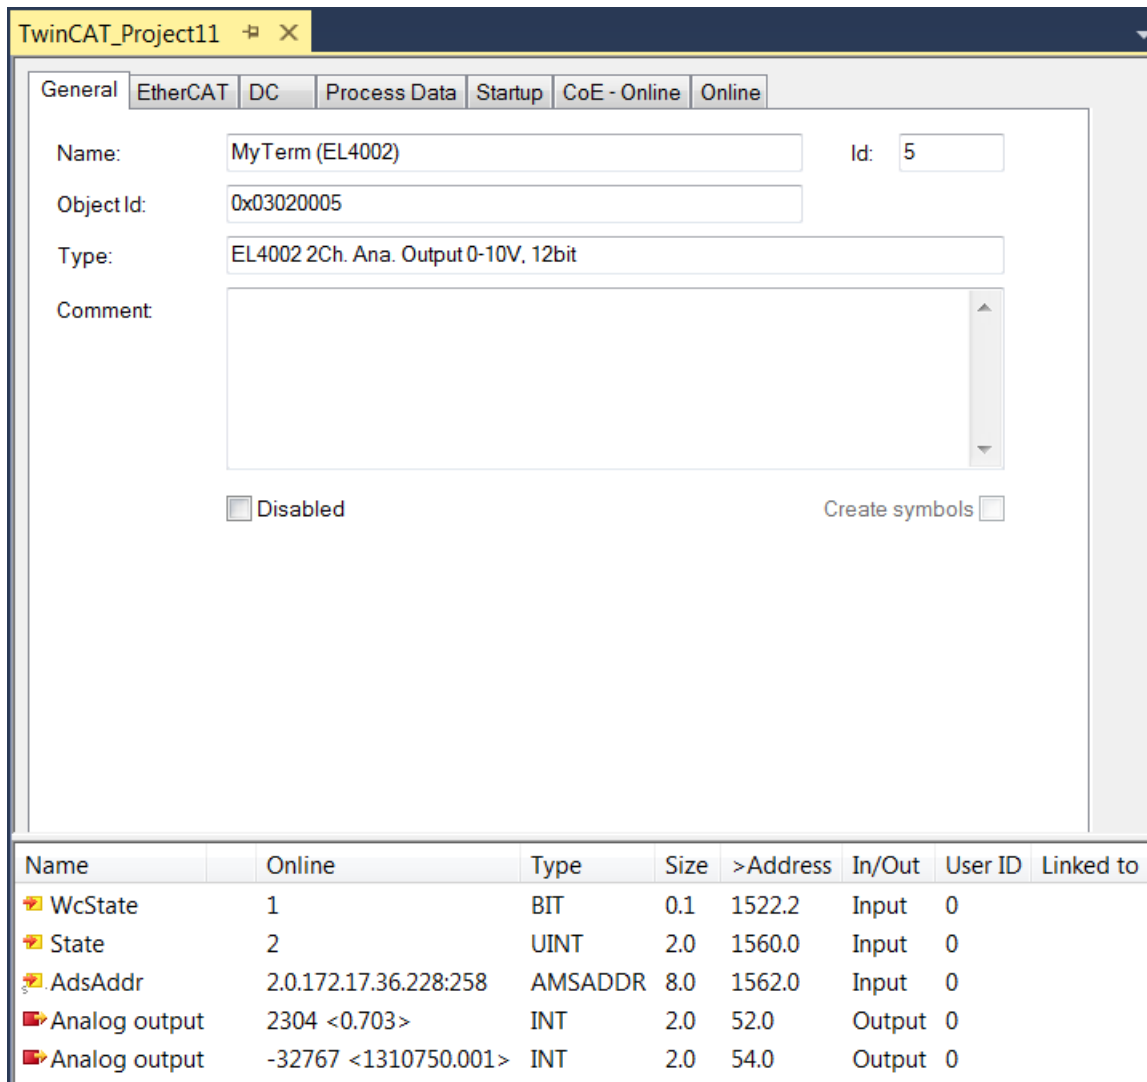 TwinCAT_Project11
General EtherCAT DC Process Data Startup CoE - Online Online
Name: MyTerm (EL4002) Id: 5
Object Id: 0x03020005
Type: EL4002 2Ch. Ana. Output 0-10V, 12bit
Comment:
Disabled Create symbols
Name Online Type Size >Address In/Out User ID Linked to
WcState 1 BIT 0.1 1522.2 Input 0
State 2 UINT 2.0 1560.0 Input 0
AdsAddr 2.0.172.17.36.228:258 AMSADDR 8.0 1562.0 Input 0
Analog output 2304 <0.703> INT 2.0 52.0 Output 0
Analog output -32767 <1310750.001> INT 2.0 54.0 Output 0